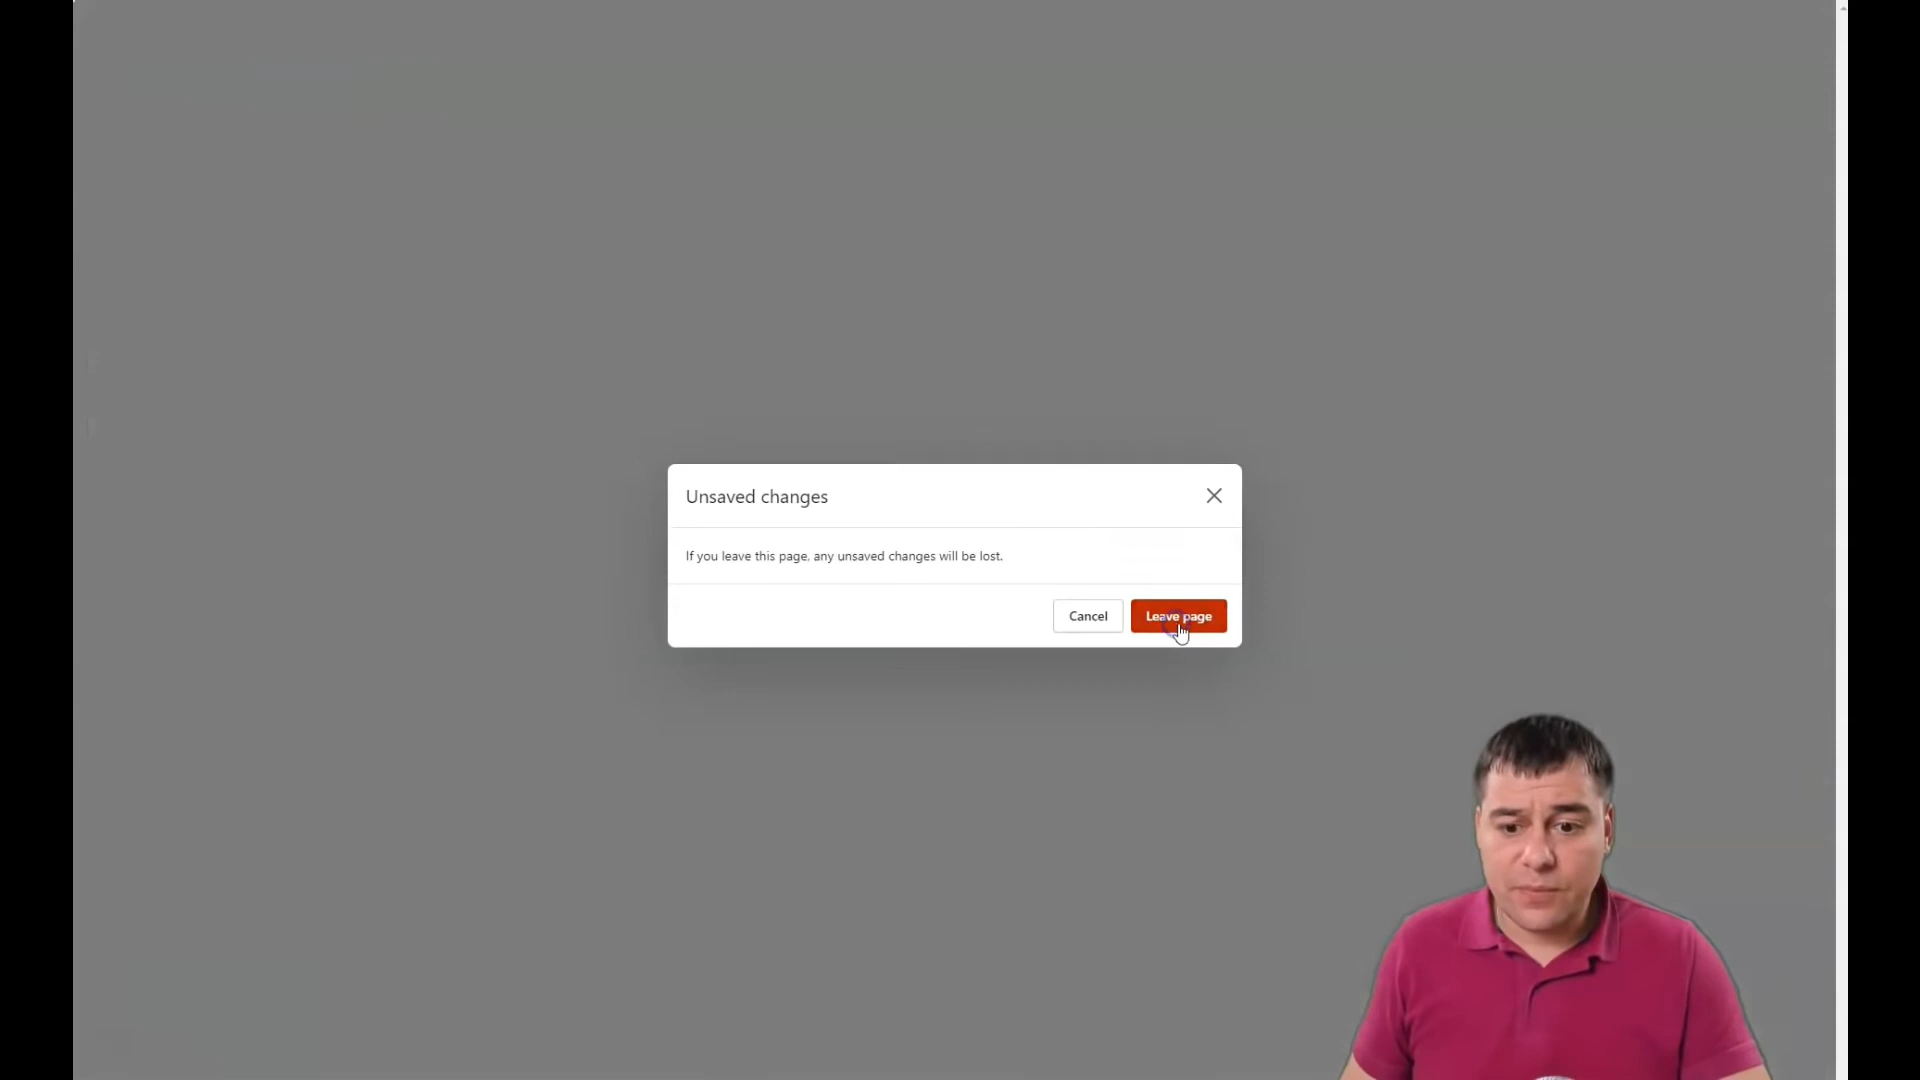 Unsaved changes
If you leave this page, any unsaved changes will be lost.
Cancel
Leave page